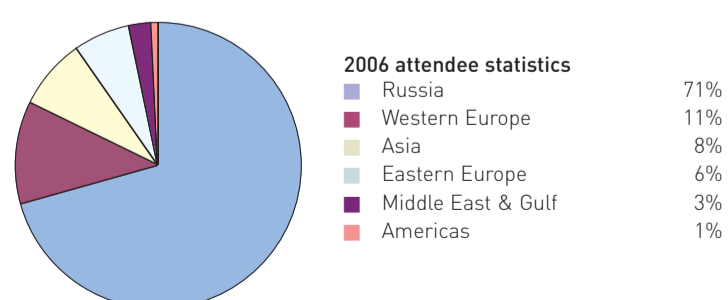 2006 attendee statistics
Russia 71%
Western Europe 11%
Asia 8%
Eastern Europe 6%
Middle East & Gulf 3%
Americas 1%